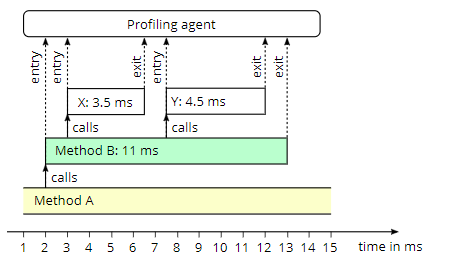 Profiling agent
entry entry exit entry exit exit
X: 3.5 ms Y: 4.5 ms
calls calls
Method B: 11 ms
calls
Method A
1 2 3 4 5 6 7 8 9 10 11 12 13 14 15 time in ms